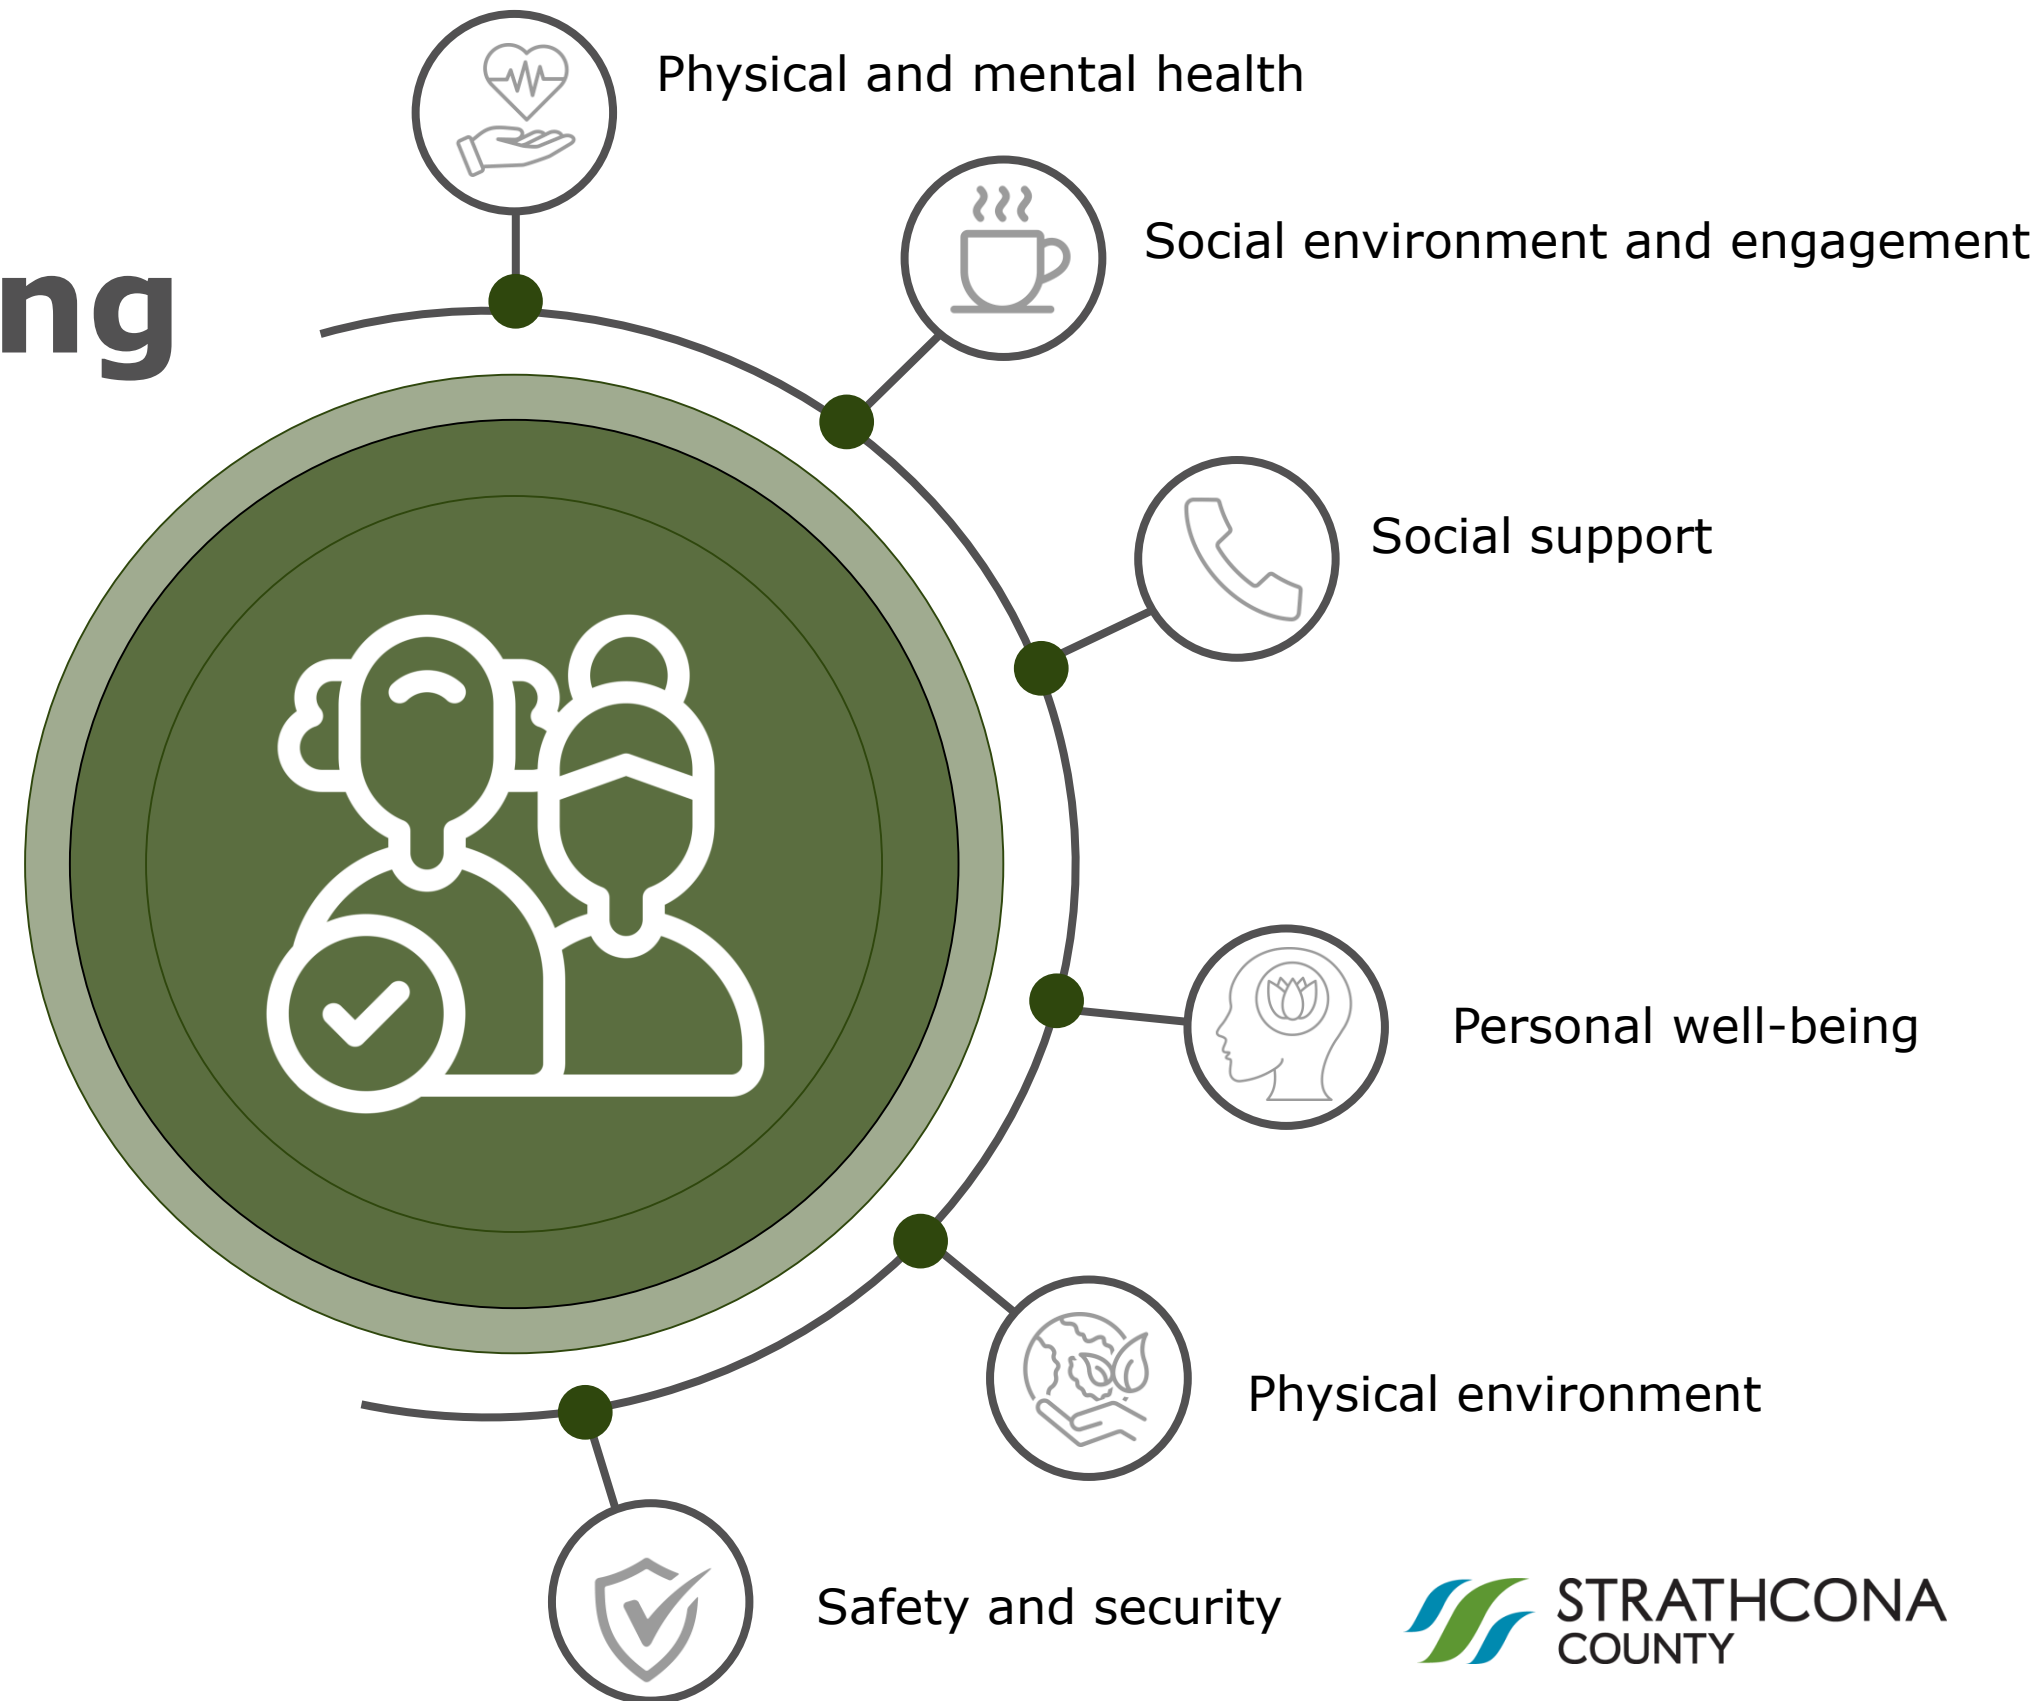 Physical and mental health
Social environment and engagement
ng
Social support
Personal well-being
Physical environment
Safety and security
STRATHCONA
COUNTY